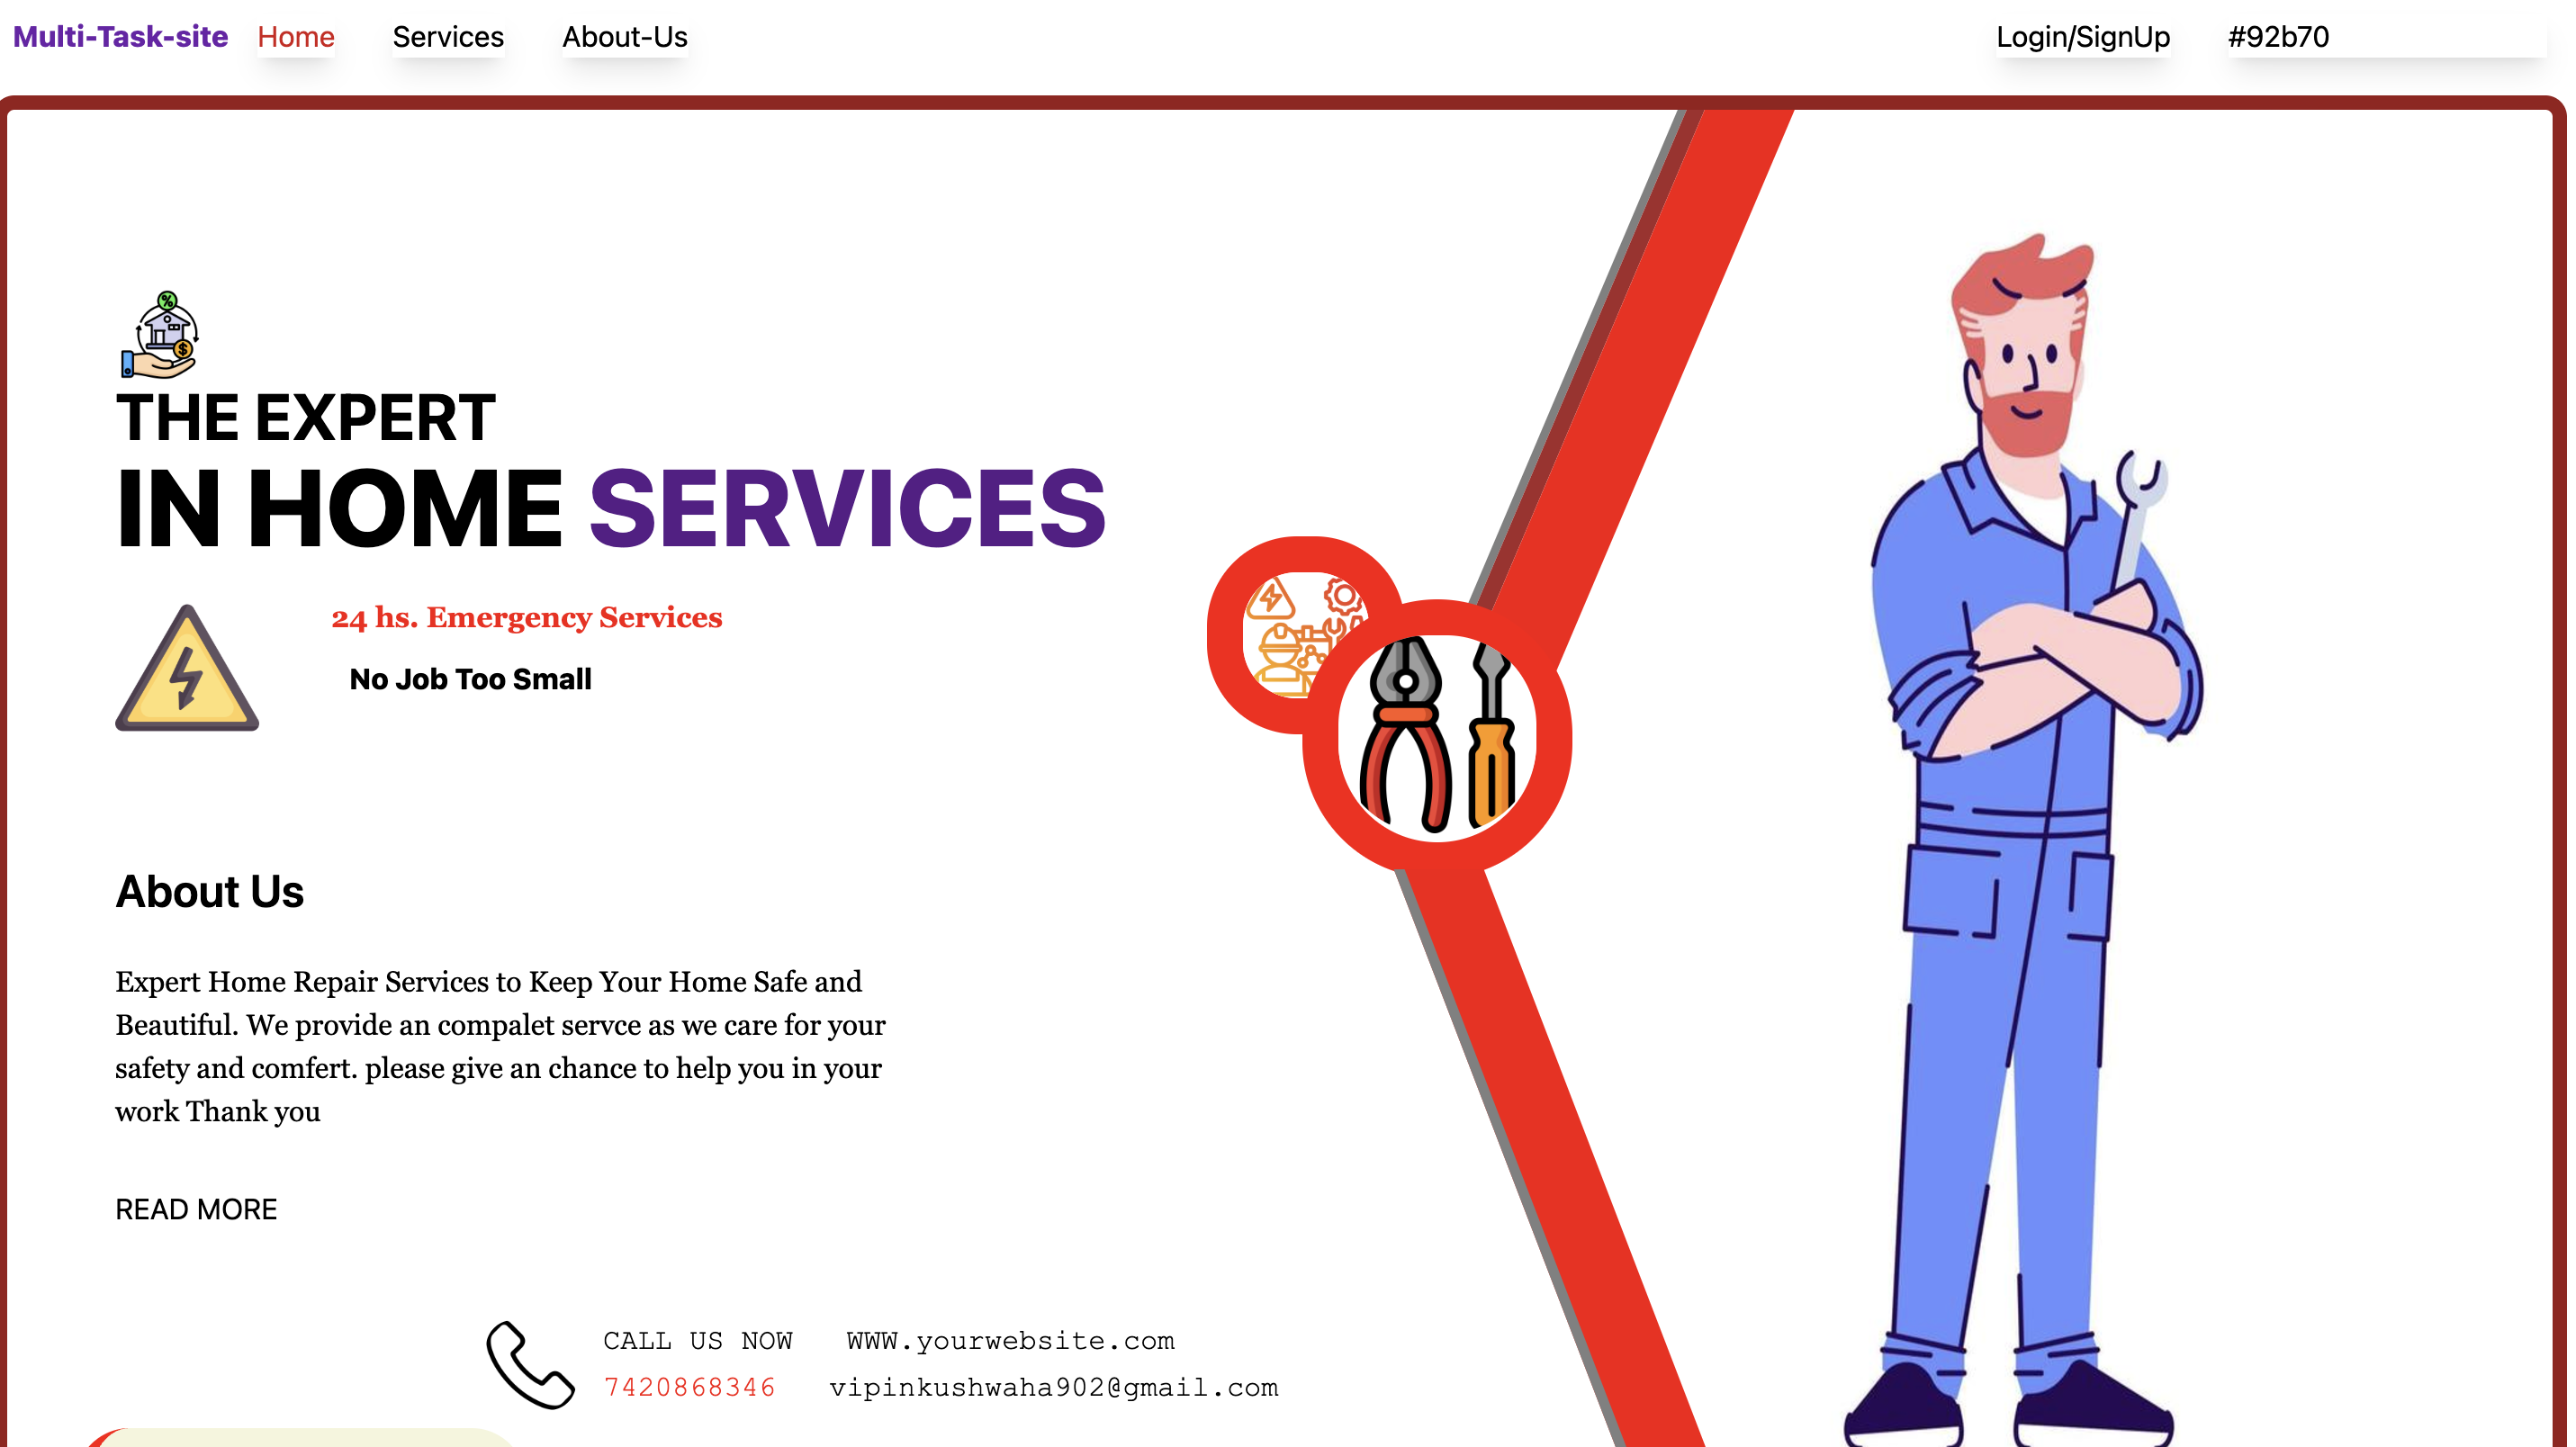 Multi-Task-site Home Services About-Us Login/SignUp #92b70
THE EXPERT
IN HOME SERVICES
24 hs. Emergency Services
No Job Too Small
About Us
Expert Home Repair Services to Keep Your Home Safe and
Beautiful. We provide an compalet servce as we care for your
safety and comfert. please give an chance to help you in your
work Thank you
READ MORE
CALL US NOW WWW.yourwebsite.com
7420868346 vipinkushwaha902@gmail.com